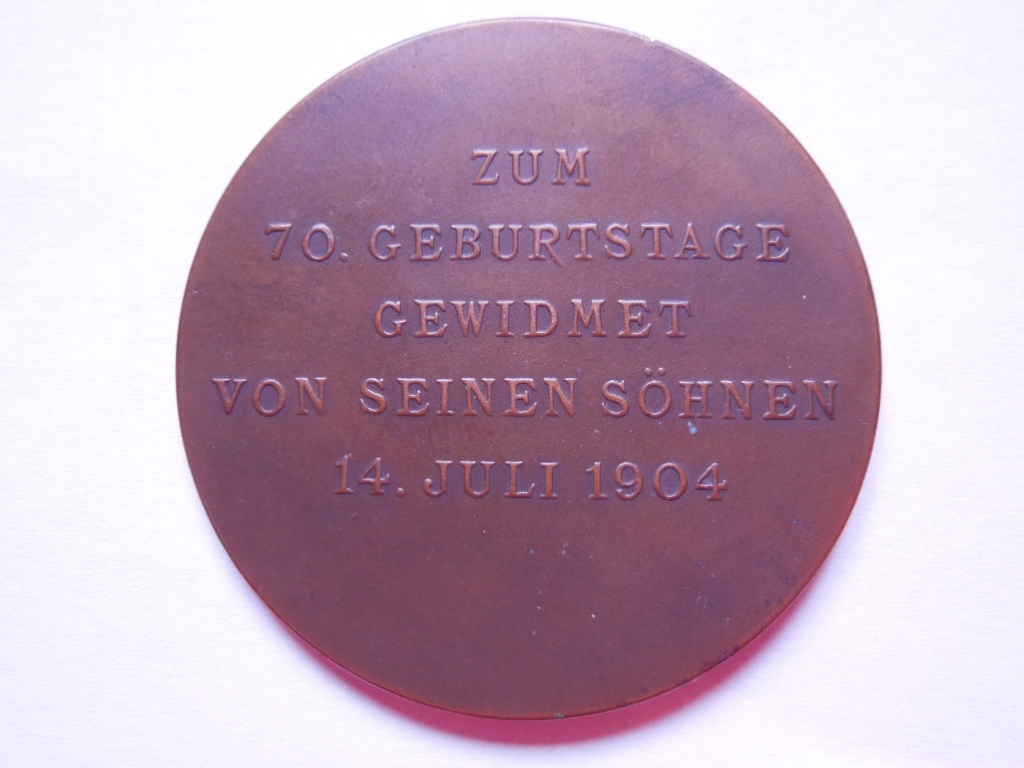 ZUM
70. GEBURTSTAGE
GEWIDMET
VON SEINEN SÖHNEN
14. JULI 1904